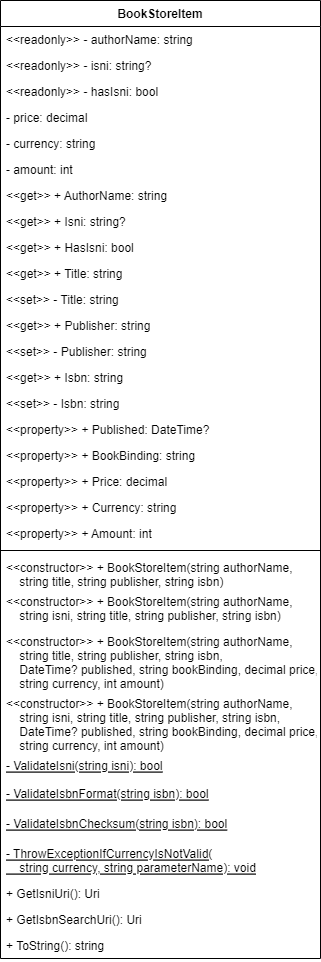 BookStoreItem
<<readonly>> - authorName: string
<<readonly>> - isni: string?
<<readonly>> - hasIsni: bool
- price: decimal
- currency: string
- amount: int
<<get>> + AuthorName: string
<<get>> + Isni: string?
<<get>> + HasIsni: bool
<<get>> + Title: string
<<set>> - Title: string
<<get>> + Publisher: string
<<set>> - Publisher: string
<<get>> + Isbn: string
<<set>> - Isbn: string
<<property>> + Published: DateTime?
<<property>> + BookBinding: string
<<property>> + Price: decimal
<<property>> + Currency: string
<<property>> + Amount: int
<<constructor>> + BookStoreItem(string authorName,
string title, string publisher, string isbn)
<<constructor>> + BookStoreItem(string authorName,
string isni, string title, string publisher, string isbn)
<<constructor>> + BookStoreItem(string authorName,
string title, string publisher, string isbn,
DateTime? published, string bookBinding, decimal price,
string currency, int amount)
<<constructor>> + BookStoreItem(string authorName,
string isni, string title, string publisher, string isbn,
DateTime? published, string bookBinding, decimal price,
string currency, int amount)
- ValidateIsni(string isni): bool
- ValidateIsbnFormat(string isbn): bool
- ValidateIsbnChecksum(string isbn): bool
- ThrowExceptionIfCurrencyIsNotValid(
string currency, string parameterName): void
+ GetIsniUri(): Uri
+ GetIsbnSearchUri(): Uri
+ ToString(): string